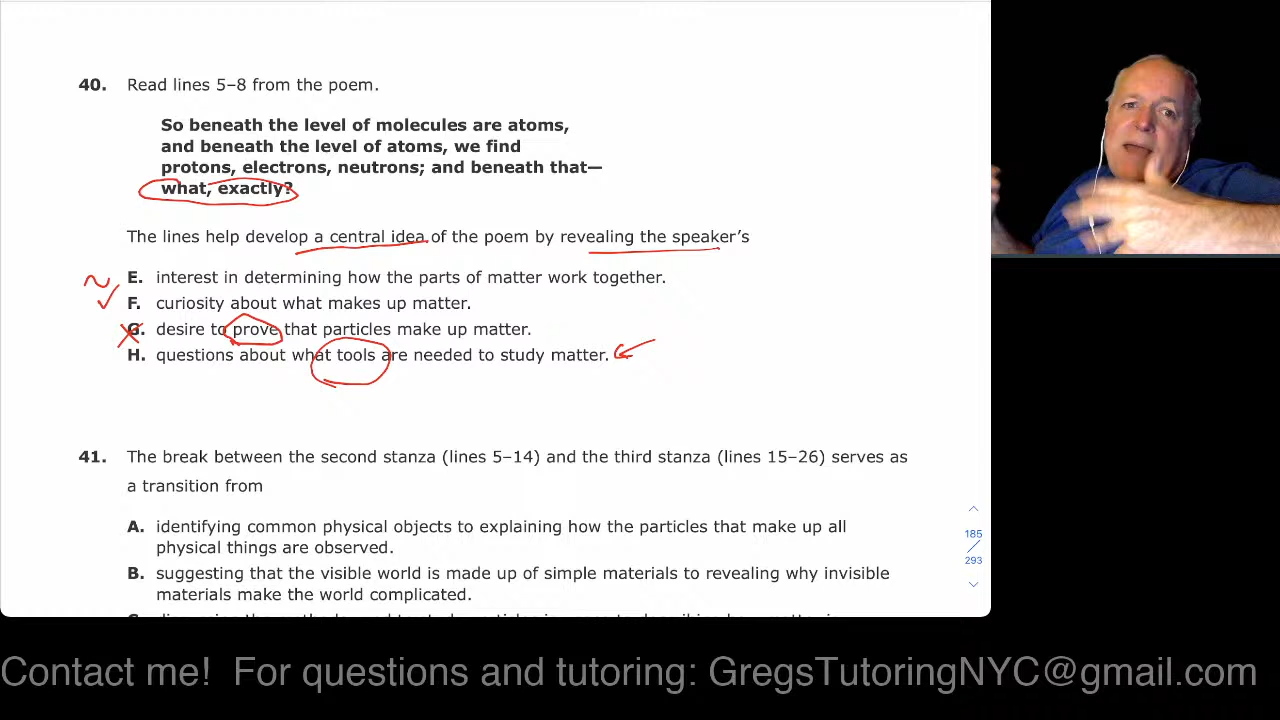 40. Read lines 5–8 from the poem.
So beneath the level of molecules are atoms,
and beneath the level of atoms, we find
protons, electrons, neutrons; and beneath that—
what, exactly?
The lines help develop a central idea of the poem by revealing the speaker's
E. interest in determining how the parts of matter work together.
F. curiosity about what makes up matter.
G. desire to prove that particles make up matter.
H. questions about what tools are needed to study matter.
41. The break between the second stanza (lines 5–14) and the third stanza (lines 15–26) serves as
a transition from
A. identifying common physical objects to explaining how the particles that make up all
physical things are observed.
B. suggesting that the visible world is made up of simple materials to revealing why invisible
materials make the world complicated.
185
293
Contact me! For questions and tutoring: GregsTutoringNYC@gmail.com